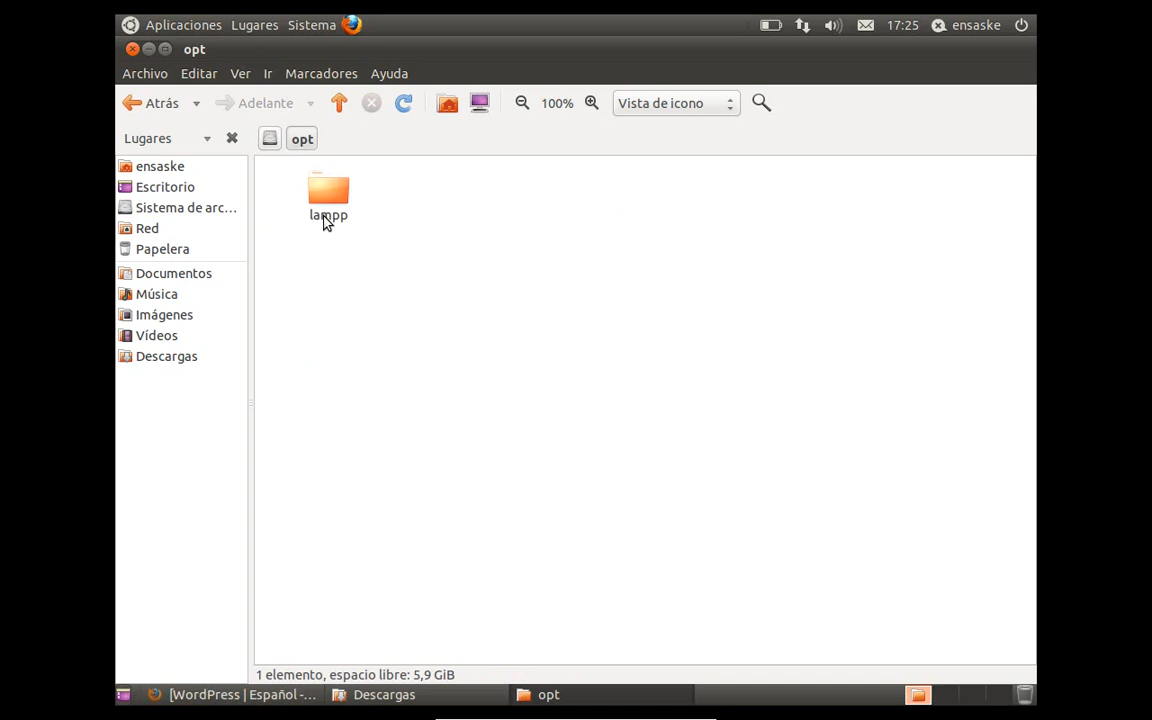 Aplicaciones Lugares Sistema 17:25 ensaske
opt
Archivo Editar Ver Ir Marcadores Ayuda
Atrás Adelante 100% Vista de icono
Lugares opt
ensaske
Escritorio
Sistema de arc...
Red
Papelera
Documentos
Música
Imágenes
Vídeos
Descargas
lampp
1 elemento, espacio libre: 5,9 GiB
[WordPress | Español -... Descargas opt